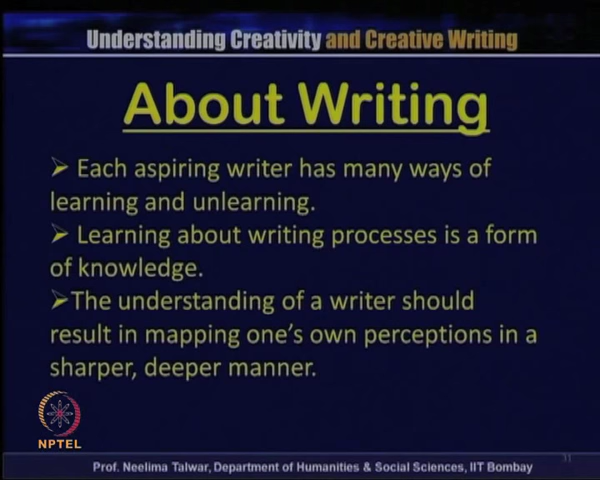 Understanding Creativity and Creative Writing
About Writing
➢ Each aspiring writer has many ways of
learning and unlearning.
➢ Learning about writing processes is a form
of knowledge.
➢The understanding of a writer should
result in mapping one's own perceptions in a
sharper, deeper manner.
NPTEL
Prof. Neelima Talwar, Department of Humanities & Social Sciences, IIT Bombay